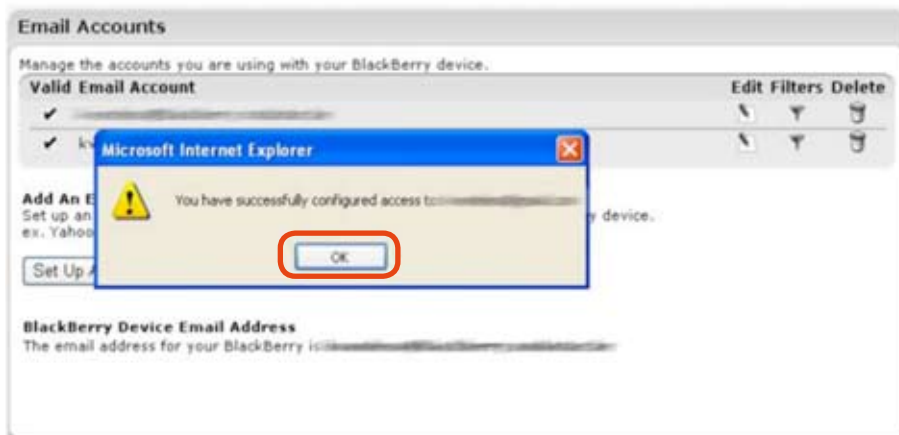 Email Accounts
Manage the accounts you are using with your BlackBerry device.
Valid Email Account Edit Filters Delete
Microsoft Internet Explorer
You have successfully configured access to
OK
Add An E
Set up an y device.
ex. Yahoo
Set Up A
BlackBerry Device Email Address
The email address for your BlackBerry is